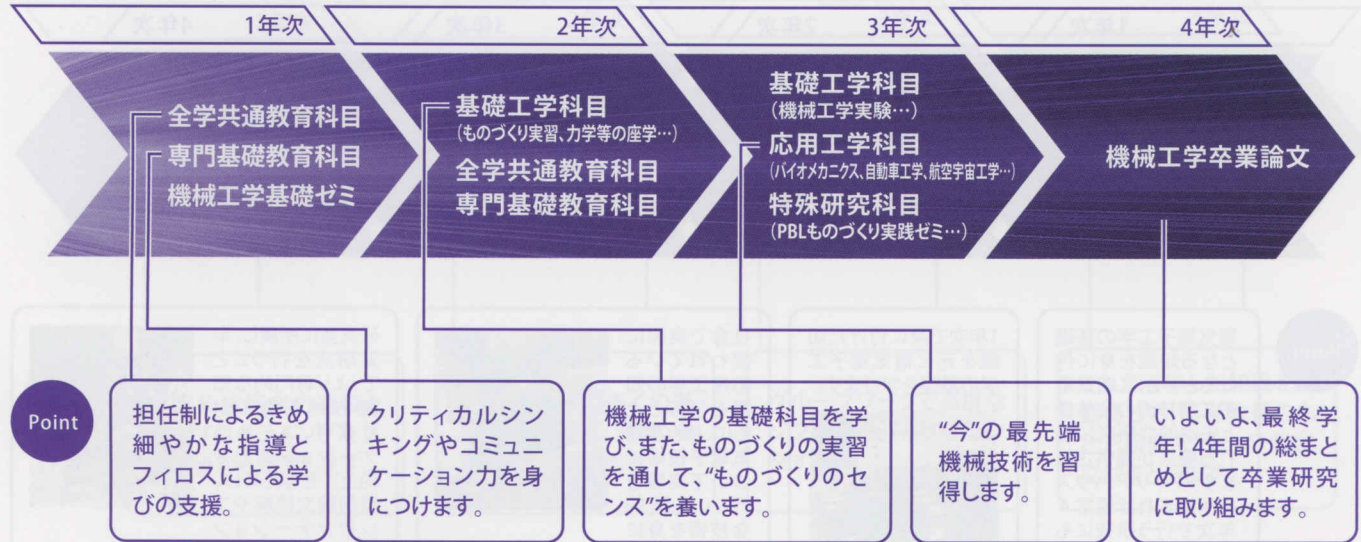 1年次
2年次
3年次
4年次
全学共通教育科目
専門基礎教育科目
機械工学基礎ゼミ
基礎工学科目
(ものづくり実習、力学等の座学…)
全学共通教育科目
専門基礎教育科目
基礎工学科目
(機械工学実験…)
応用工学科目
(バイオメカニクス、自動車工学、航空宇宙工学…)
特殊研究科目
(PBLものづくり実践ゼミ…)
機械工学卒業論文
Point
担任制によるきめ
細やかな指導と
フィロスによる学
びの支援。
クリティカルシン
キングやコミュニ
ケーション力を身
につけます。
機械工学の基礎科目を学
び、また、ものづくりの実習
を通して、“ものづくりのセ
ンス”を養います。
“今”の最先端
機械技術を習
得します。
いよいよ、最終学
年!4年間の総まと
めとして卒業研究
に取り組みます。